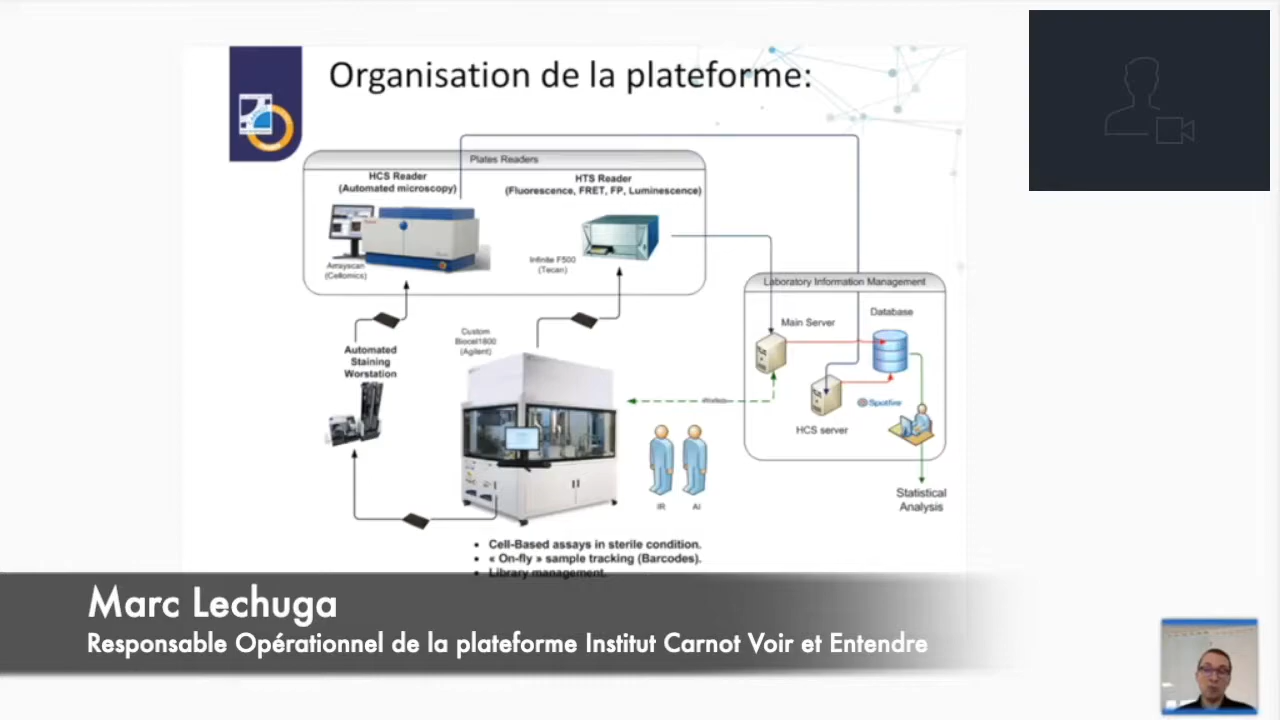 Organisation de la plateforme:
Plates Readers
HCS Reader
(Automated microscopy)
HTS Reader
(Fluorescence, FRET, FP, Luminescence)
Arrayscan
(Cellomics)
Infinite F500
(Tecan)
Laboratory Information Management
Main Server
Database
HCS server
Spotfire
Statistical
Analysis
Automated
Staining
Worstation
Custom
Biocel1800
(Agilent)
IR
AI
• Cell-Based assays in sterile condition.
• « On-fly » sample tracking (Barcodes).
• Library management.
Marc Lechuga
Responsable Opérationnel de la plateforme Institut Carnot Voir et Entendre